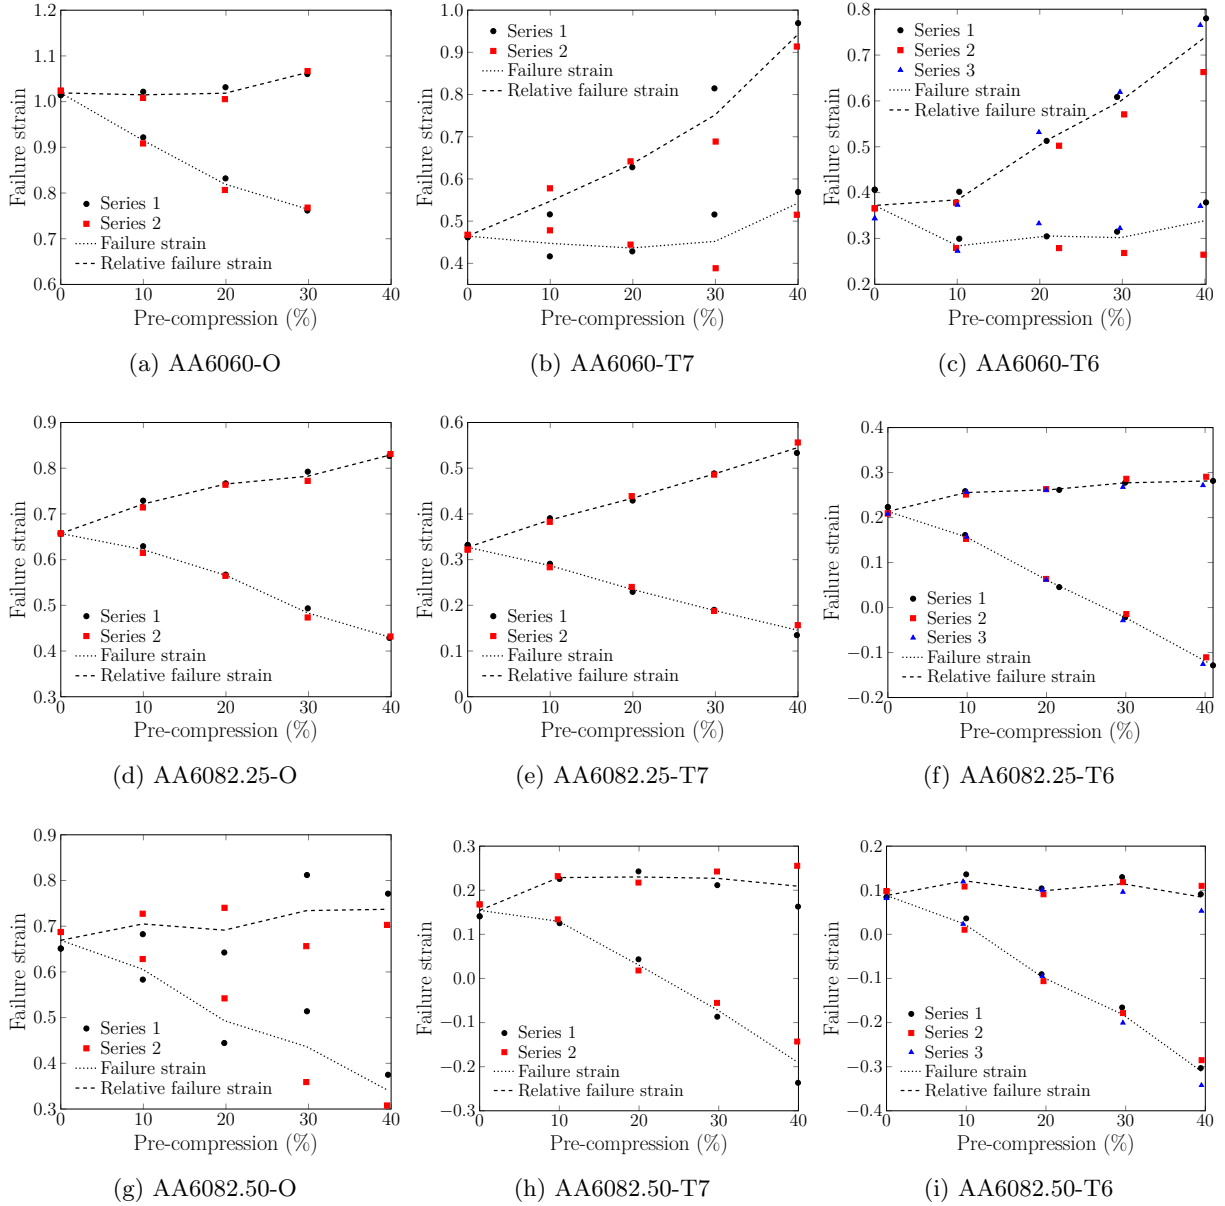 1.2
1.1
1.0
0.9
0.8
0.7
0.6
Failure strain
Series 1
Series 2
Failure strain
Relative failure strain
0 10 20 30 40
Pre-compression (%)
(a) AA6060-O
1.0
0.9
0.8
0.7
0.6
0.5
0.4
Failure strain
Series 1
Series 2
Failure strain
Relative failure strain
0 10 20 30 40
Pre-compression (%)
(b) AA6060-T7
0.8
0.7
0.6
0.5
0.4
0.3
0.2
Failure strain
Series 1
Series 2
Series 3
Failure strain
Relative failure strain
0 10 20 30 40
Pre-compression (%)
(c) AA6060-T6
0.9
0.8
0.7
0.6
0.5
0.4
0.3
Failure strain
Series 1
Series 2
Failure strain
Relative failure strain
0 10 20 30 40
Pre-compression (%)
(d) AA6082.25-O
0.6
0.5
0.4
0.3
0.2
0.1
0
Failure strain
Series 1
Series 2
Failure strain
Relative failure strain
0 10 20 30 40
Pre-compression (%)
(e) AA6082.25-T7
0.4
0.3
0.2
0.1
0.0
−0.1
−0.2
Failure strain
Series 1
Series 2
Series 3
Failure strain
Relative failure strain
0 10 20 30 40
Pre-compression (%)
(f) AA6082.25-T6
0.9
0.8
0.7
0.6
0.5
0.4
0.3
Failure strain
Series 1
Series 2
Failure strain
Relative failure strain
0 10 20 30 40
Pre-compression (%)
(g) AA6082.50-O
0.3
0.2
0.1
0.0
−0.1
−0.2
−0.3
Failure strain
Series 1
Series 2
Failure strain
Relative failure strain
0 10 20 30 40
Pre-compression (%)
(h) AA6082.50-T7
0.2
0.1
0.0
−0.1
−0.2
−0.3
−0.4
Failure strain
Series 1
Series 2
Series 3
Failure strain
Relative failure strain
0 10 20 30 40
Pre-compression (%)
(i) AA6082.50-T6